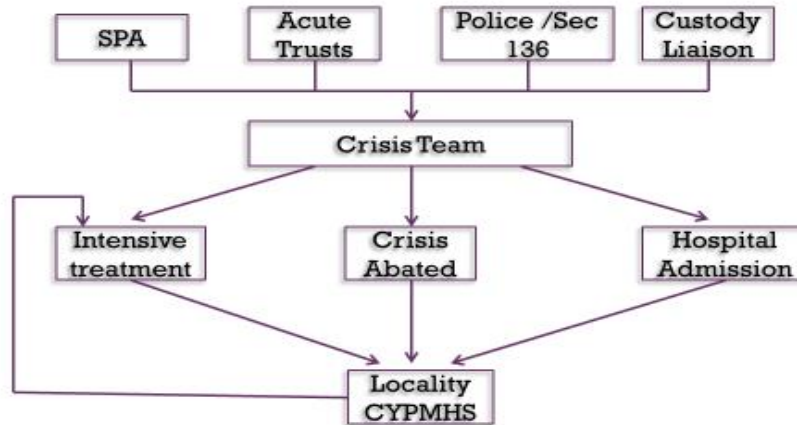 SPA
Acute
Trusts
Police /Sec
136
Custody
Liaison
Crisis Team
Intensive
treatment
Crisis
Abated
Hospital
Admission
Locality
CYPMHS